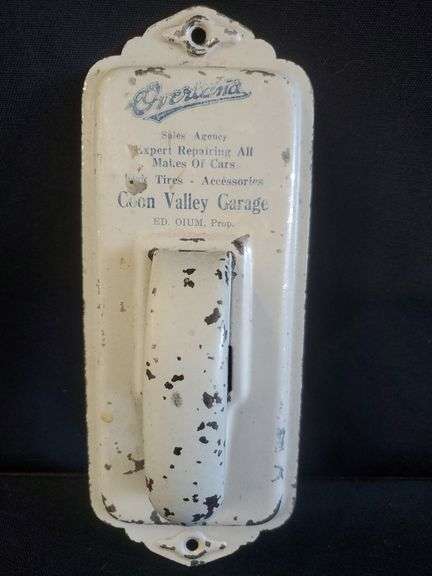 Overland
Sales Agency
Expert Repairing All
Makes Of Cars
Tires - Accessories
Coon Valley Garage
ED. OIUM, Prop.